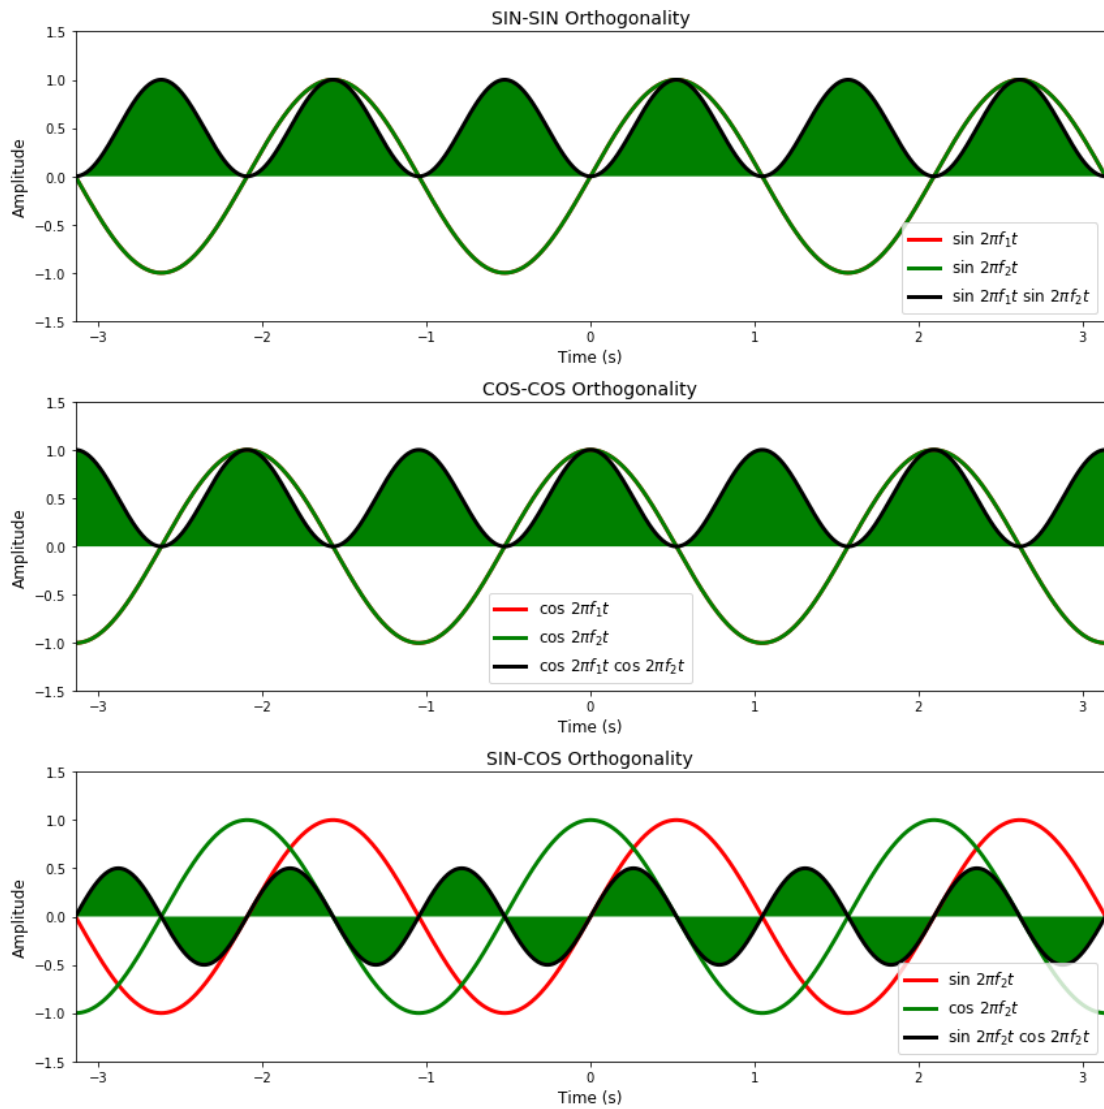 SIN-SIN Orthogonality
1.5
1.0
0.5
0.0
−0.5
−1.0
−1.5
Amplitude
sin 2πf₁t
sin 2πf₂t
sin 2πf₁t sin 2πf₂t
−3 −2 −1 0 1 2 3
Time (s)
COS-COS Orthogonality
1.5
1.0
0.5
0.0
−0.5
−1.0
−1.5
Amplitude
cos 2πf₁t
cos 2πf₂t
cos 2πf₁t cos 2πf₂t
−3 −2 −1 0 1 2 3
Time (s)
SIN-COS Orthogonality
1.5
1.0
0.5
0.0
−0.5
−1.0
−1.5
Amplitude
sin 2πf₂t
cos 2πf₂t
sin 2πf₂t cos 2πf₂t
−3 −2 −1 0 1 2 3
Time (s)